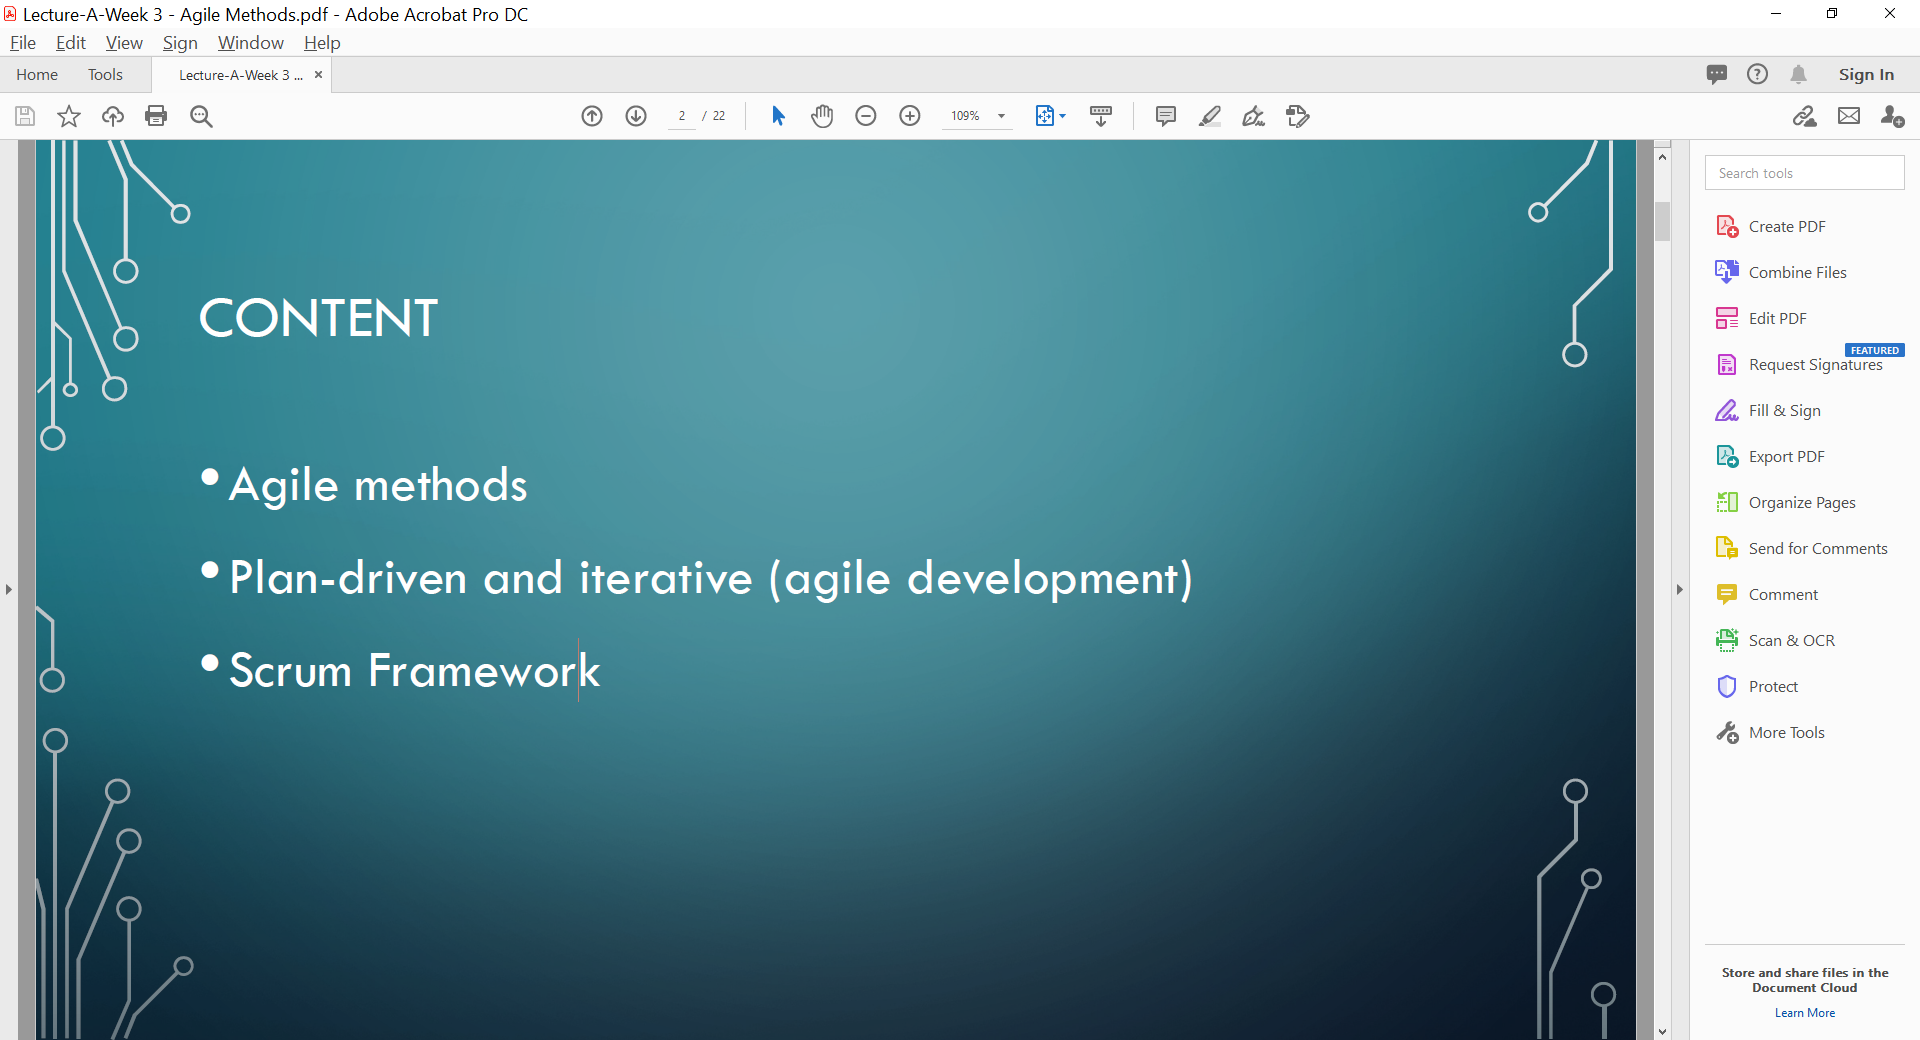 Lecture-A-Week 3 - Agile Methods.pdf - Adobe Acrobat Pro DC
File Edit View Sign Window Help
Home Tools Lecture-A-Week 3 ... ×
Sign In
2 / 22 109%
CONTENT
• Agile methods
• Plan-driven and iterative (agile development)
• Scrum Framework
Search tools
Create PDF
Combine Files
Edit PDF
FEATURED
Request Signatures
Fill & Sign
Export PDF
Organize Pages
Send for Comments
Comment
Scan & OCR
Protect
More Tools
Store and share files in the
Document Cloud
Learn More